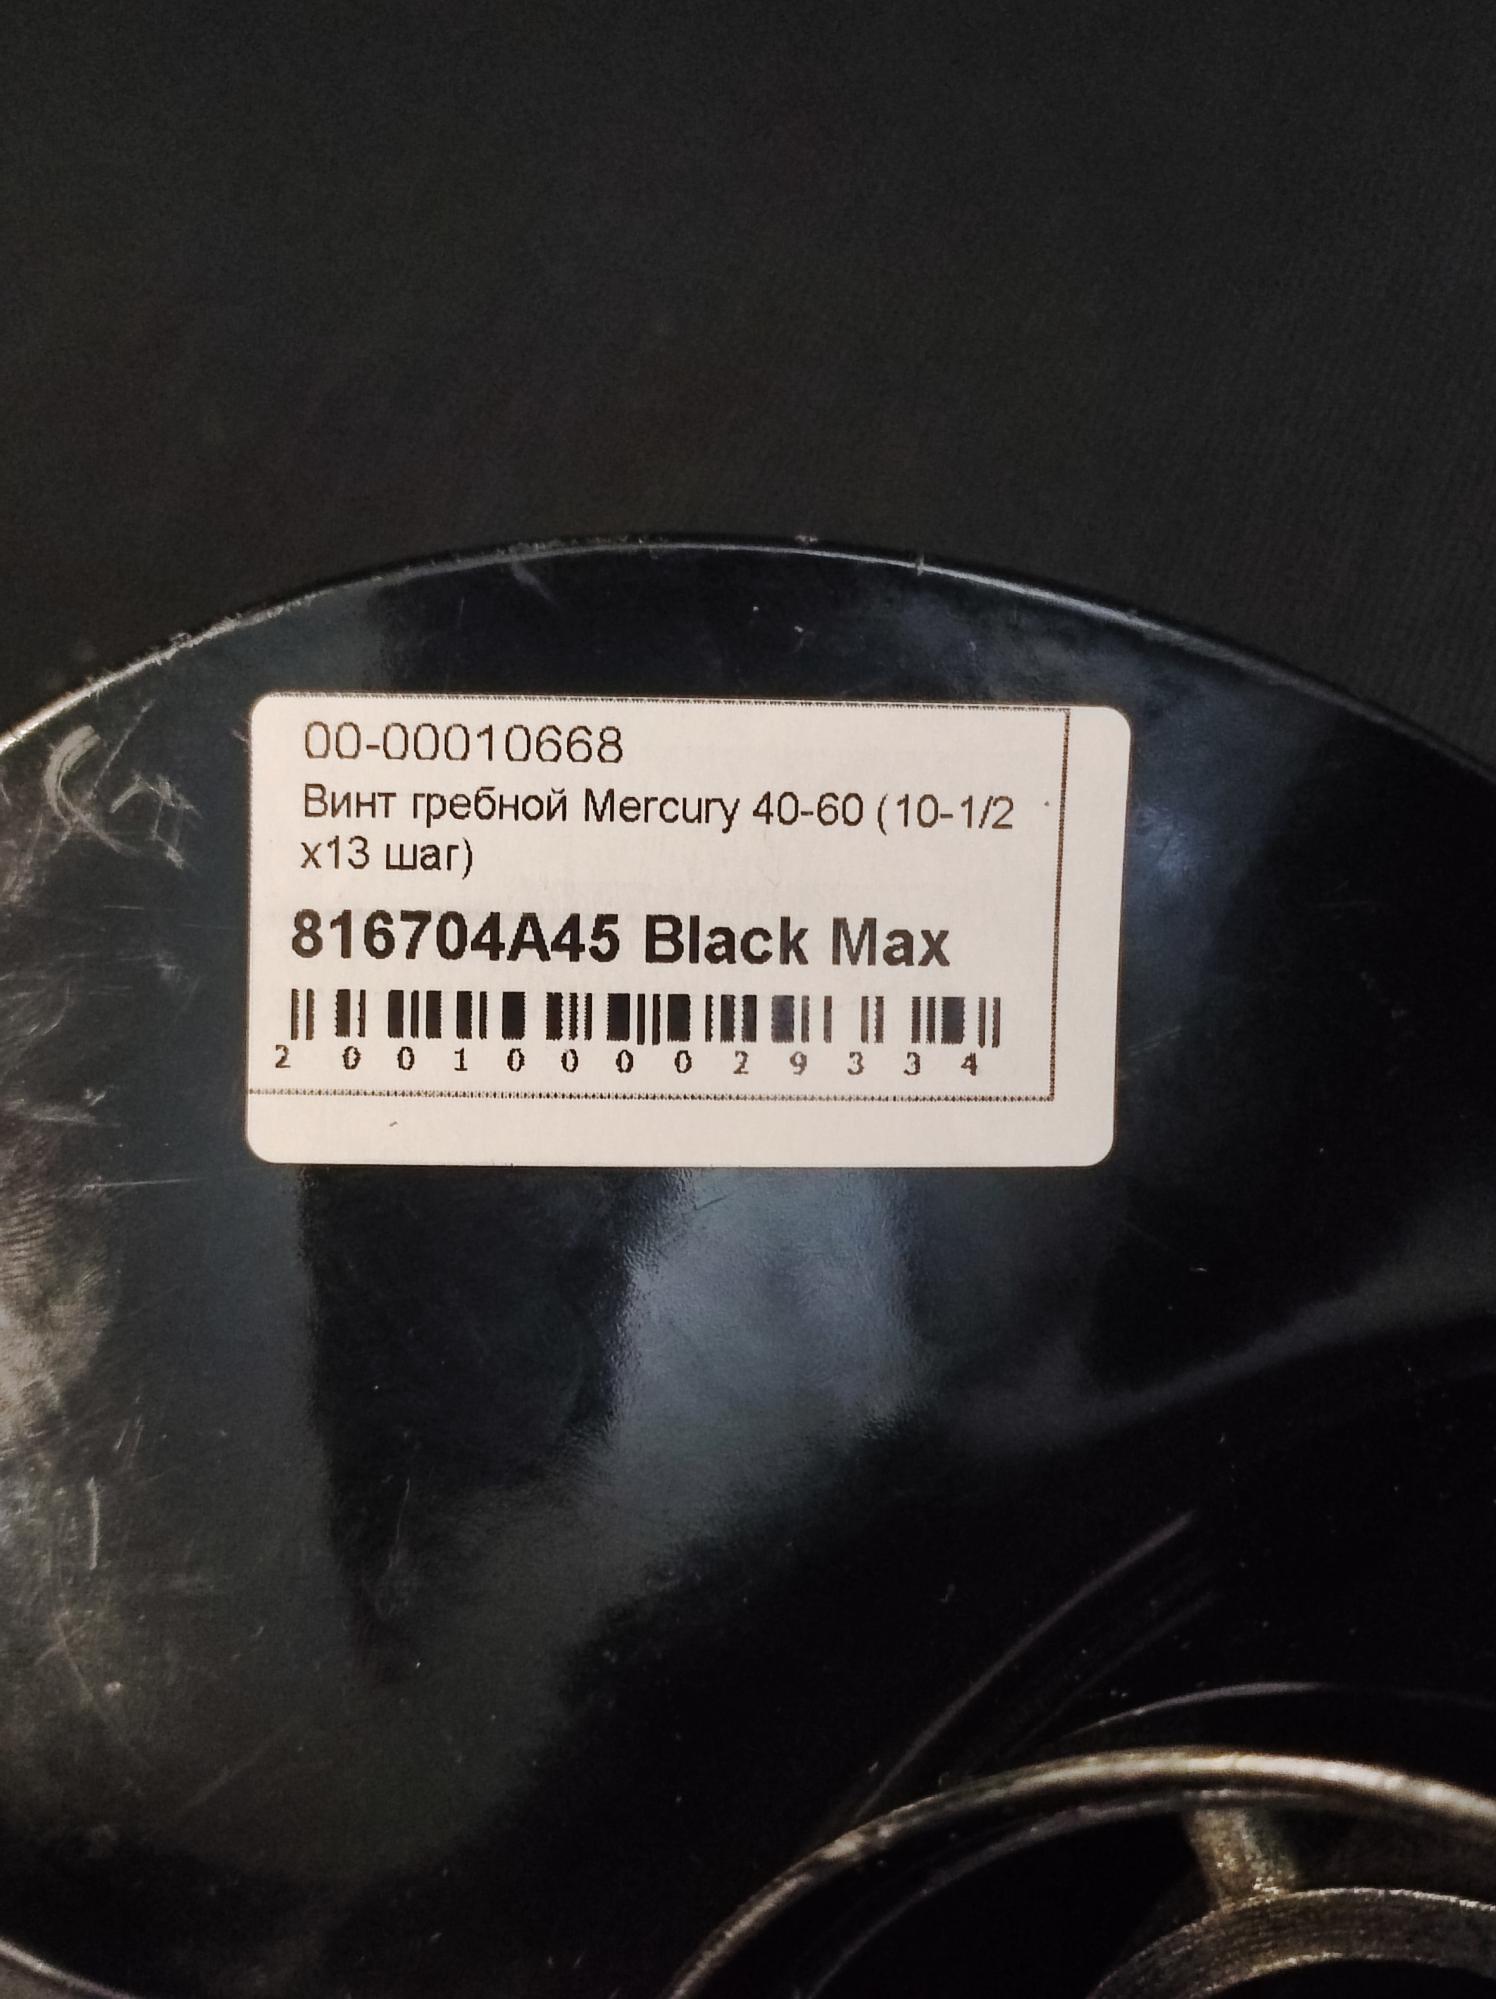 00-00010668
Винт гребной Mercury 40-60 (10-1/2
x13 шаг)
816704A45 Black Max
2001000029334